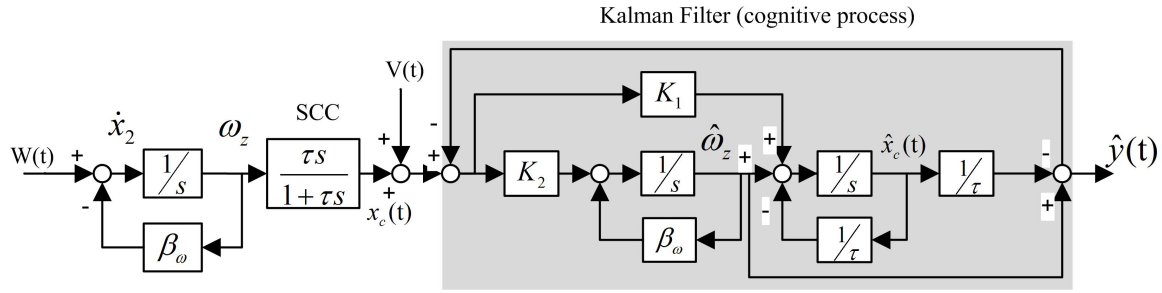 Kalman Filter (cognitive process)
V(t)
SCC
K₁
W(t)
+
ẋ₂
1/s
ω_z
τs
1+τs
+
+
x_c(t)
+
-
K₂
1/s
ω̂_z
+
+
1/s
x̂_c(t)
1/τ
-
+
ŷ(t)
-
β_ω
β_ω
-
1/τ